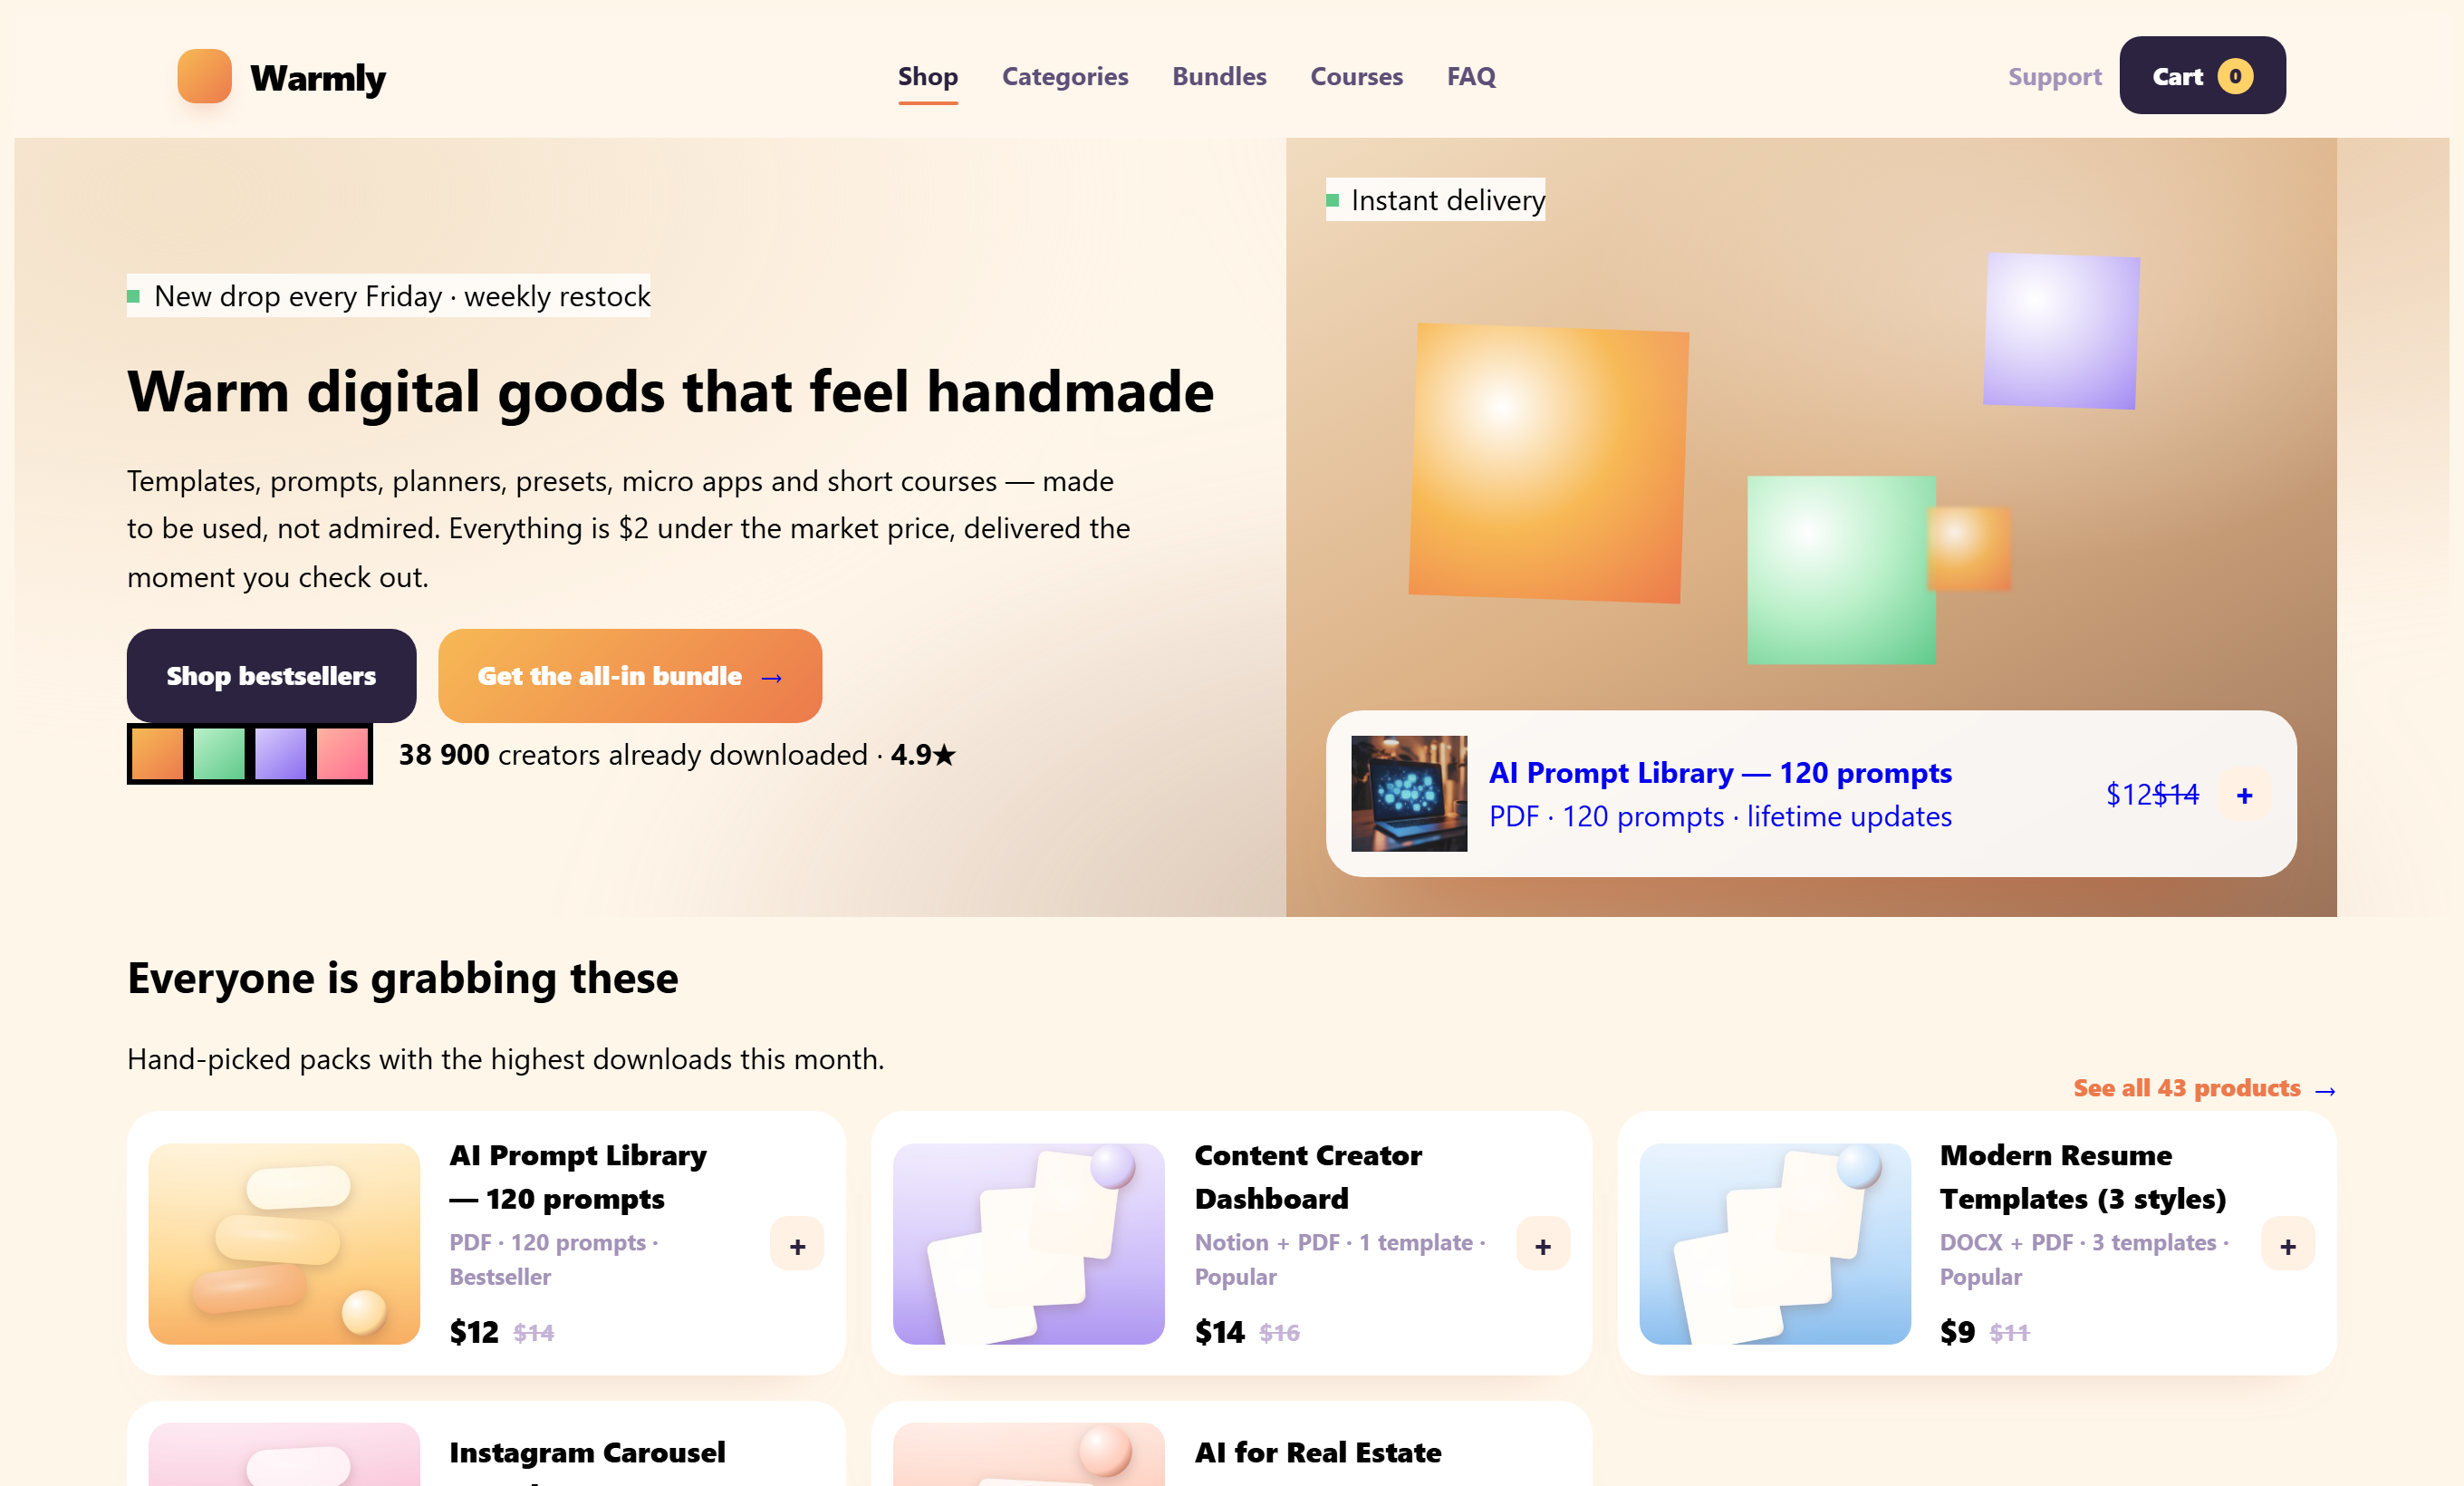 Warmly
Shop
Categories
Bundles
Courses
FAQ
Support
Cart 0
New drop every Friday · weekly restock
Warm digital goods that feel handmade
Templates, prompts, planners, presets, micro apps and short courses — made
to be used, not admired. Everything is $2 under the market price, delivered the
moment you check out.
Shop bestsellers
Get the all-in bundle →
38 900 creators already downloaded · 4.9★
Instant delivery
AI Prompt Library — 120 prompts
PDF · 120 prompts · lifetime updates
$12$14
+
Everyone is grabbing these
Hand-picked packs with the highest downloads this month.
See all 43 products →
AI Prompt Library
— 120 prompts
PDF · 120 prompts ·
Bestseller
$12 $14
+
Content Creator
Dashboard
Notion + PDF · 1 template ·
Popular
$14 $16
+
Modern Resume
Templates (3 styles)
DOCX + PDF · 3 templates ·
Popular
$9 $11
+
Instagram Carousel
AI for Real Estate